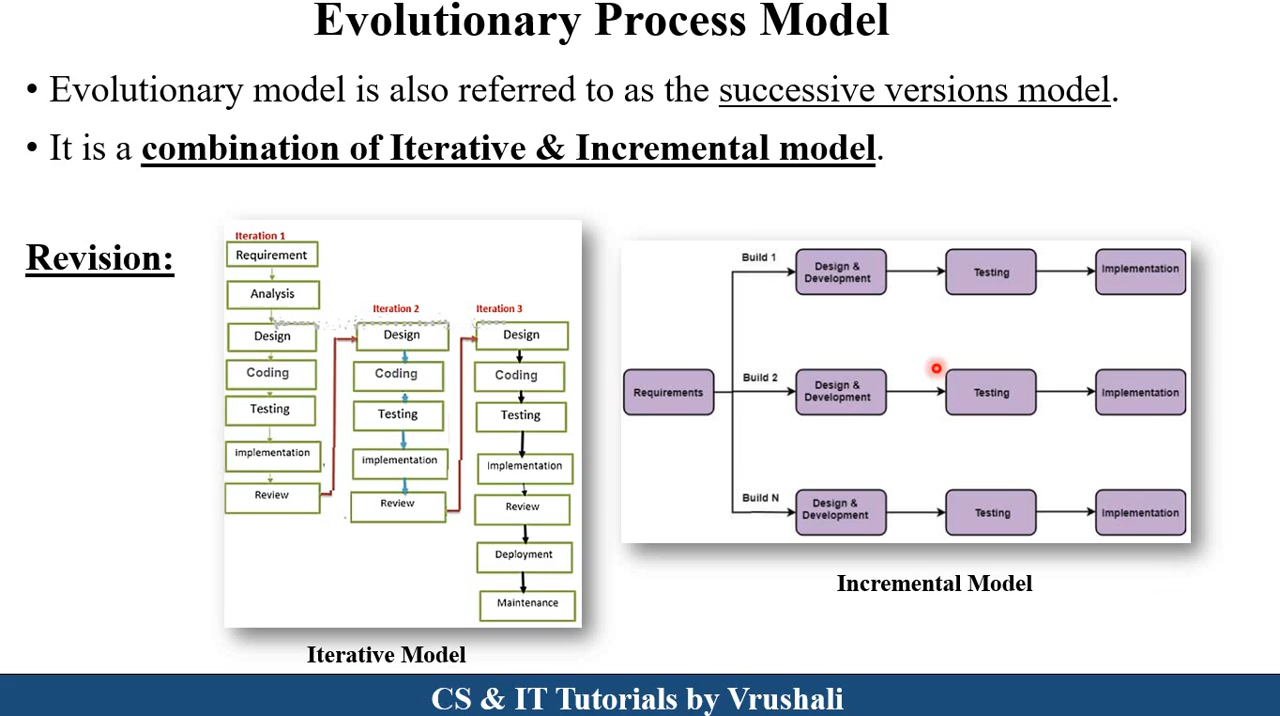 Evolutionary Process Model
• Evolutionary model is also referred to as the successive versions model.
• It is a combination of Iterative & Incremental model.
Revision:
Iteration 1
Requirement
Analysis
Design
Coding
Testing
implementation
Review
Iteration 2
Design
Coding
Testing
implementation
Review
Iteration 3
Design
Coding
Testing
Implementation
Review
Deployment
Maintenance
Iterative Model
Requirements
Build 1
Design &
Development
Testing
Implementation
Build 2
Design &
Development
Testing
Implementation
Build N
Design &
Development
Testing
Implementation
Incremental Model
CS & IT Tutorials by Vrushali